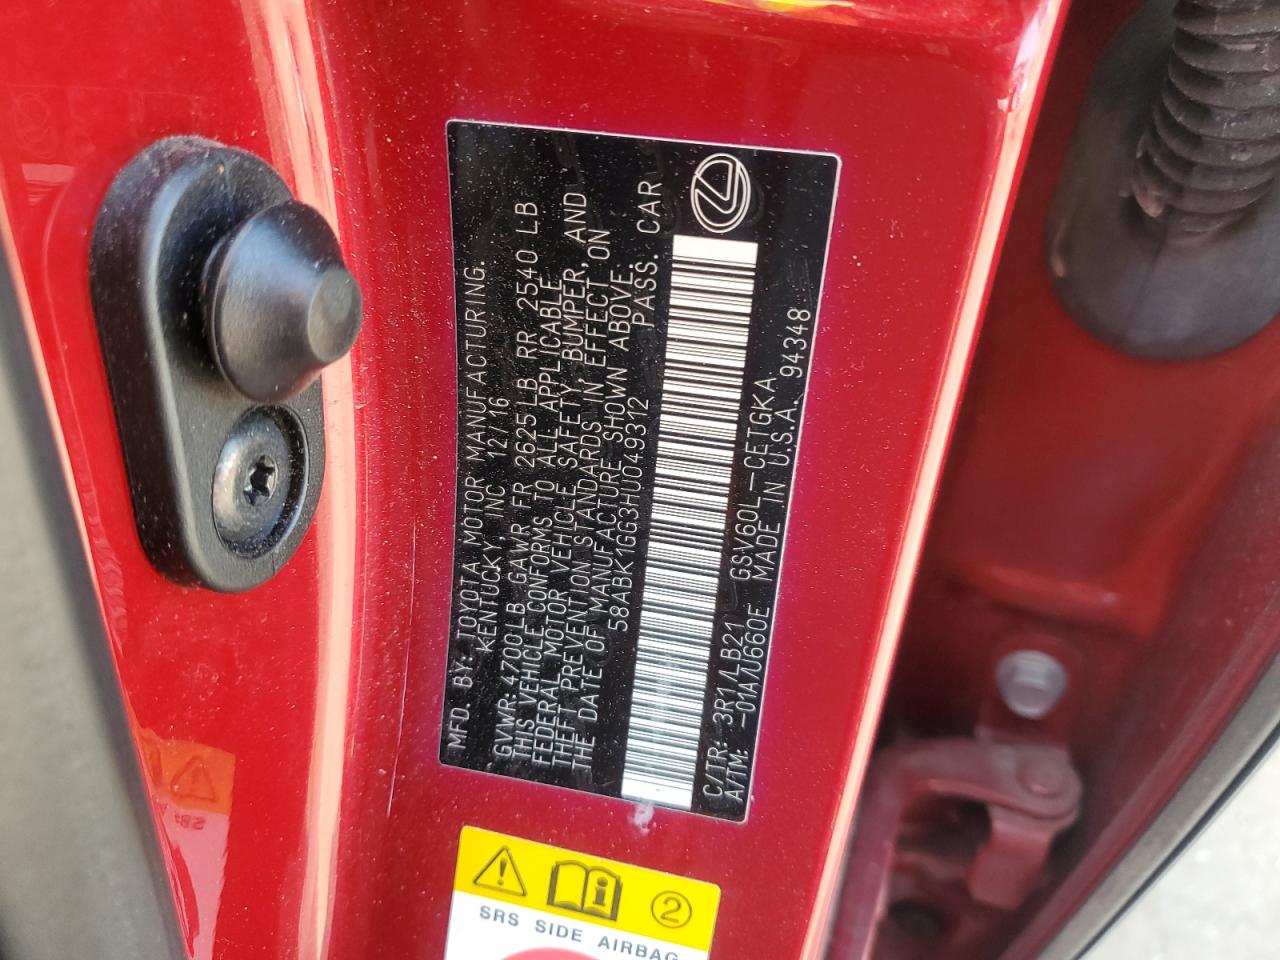 MFD. BY: TOYOTA MOTOR MANUFACTURING.
KENTUCKY, INC 12/16
GVWR: 4700 LB GAWR FR 2625 LB RR 2540 LB
THIS VEHICLE CONFORMS TO ALL APPLICABLE
FEDERAL MOTOR VEHICLE SAFETY, BUMPER, AND
THEFT PREVENTION STANDARDS IN EFFECT ON
THE DATE OF MANUFACTURE SHOWN ABOVE.
58ABK1GG3HU049312 PASS. CAR
C/TR: 3R1/LB21 GSV60L-CETGKA
A/TM: -01A/U660E MADE IN U.S.A. 94348
2
SRS SIDE AIRBAG